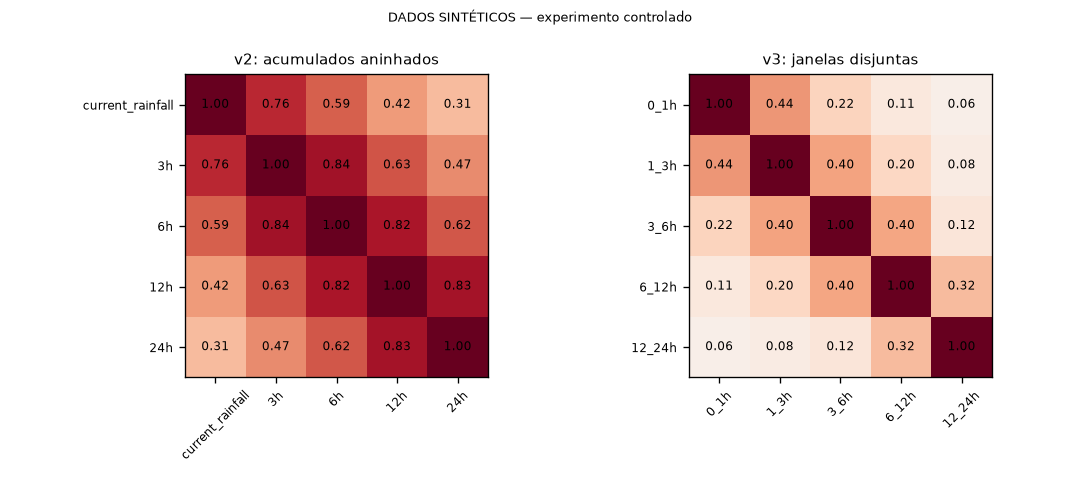 DADOS SINTÉTICOS — experimento controlado
v2: acumulados aninhados
current_rainfall 1.00 0.76 0.59 0.42 0.31
3h 0.76 1.00 0.84 0.63 0.47
6h 0.59 0.84 1.00 0.82 0.62
12h 0.42 0.63 0.82 1.00 0.83
24h 0.31 0.47 0.62 0.83 1.00
current_rainfall 3h 6h 12h 24h
v3: janelas disjuntas
0_1h 1.00 0.44 0.22 0.11 0.06
1_3h 0.44 1.00 0.40 0.20 0.08
3_6h 0.22 0.40 1.00 0.40 0.12
6_12h 0.11 0.20 0.40 1.00 0.32
12_24h 0.06 0.08 0.12 0.32 1.00
0_1h 1_3h 3_6h 6_12h 12_24h